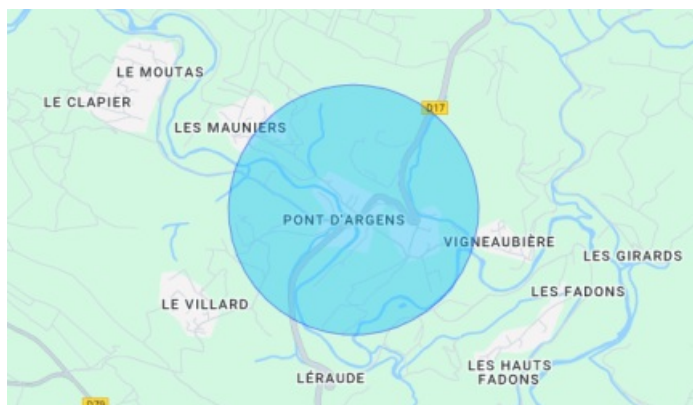 LE MOUTAS
LE CLAPIER
D17
LES MAUNIERS
PONT D'ARGENS
VIGNEAUBIÈRE
LES GIRARDS
LES FADONS
LE VILLARD
LES HAUTS
FADONS
LÉRAUDE
D79